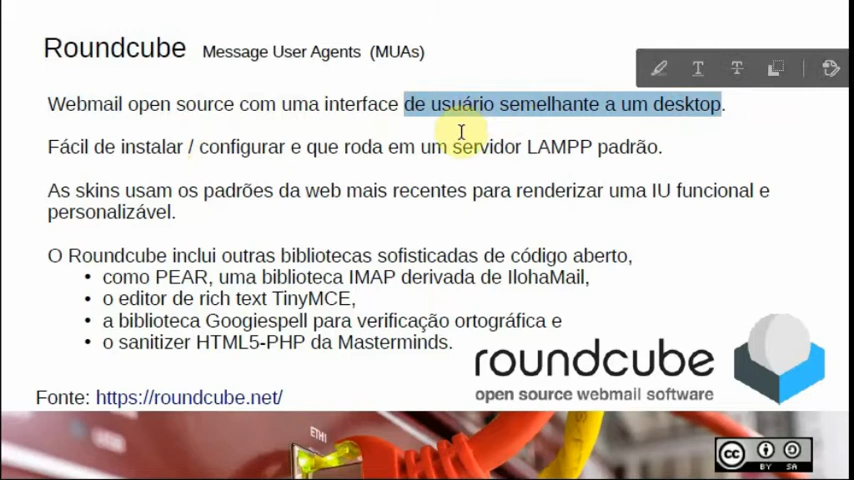 Roundcube Message User Agents (MUAs)
Webmail open source com uma interface de usuário semelhante a um desktop.
Fácil de instalar / configurar e que roda em um servidor LAMPP padrão.
As skins usam os padrões da web mais recentes para renderizar uma IU funcional e
personalizável.
O Roundcube inclui outras bibliotecas sofisticadas de código aberto,
• como PEAR, uma biblioteca IMAP derivada de IlohaMail,
• o editor de rich text TinyMCE,
• a biblioteca Googiespell para verificação ortográfica e
• o sanitizer HTML5-PHP da Masterminds.
roundcube
open source webmail software
Fonte: https://roundcube.net/
ETH1
cc
BY SA